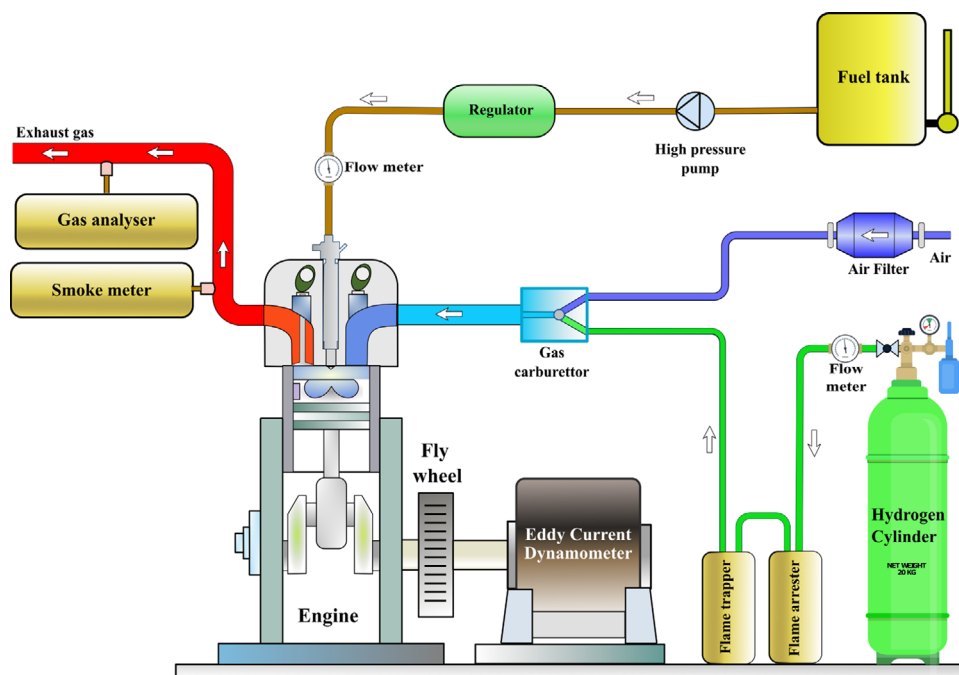 Fuel tank
Regulator
High pressure
pump
Exhaust gas
Flow meter
Gas analyser
Air Filter
Air
Smoke meter
Gas
carburettor
Flow
meter
Fly
wheel
Eddy Current
Dynamometer
Hydrogen
Cylinder
NET WEIGHT
20 KG
Flame trapper
Flame arrester
Engine